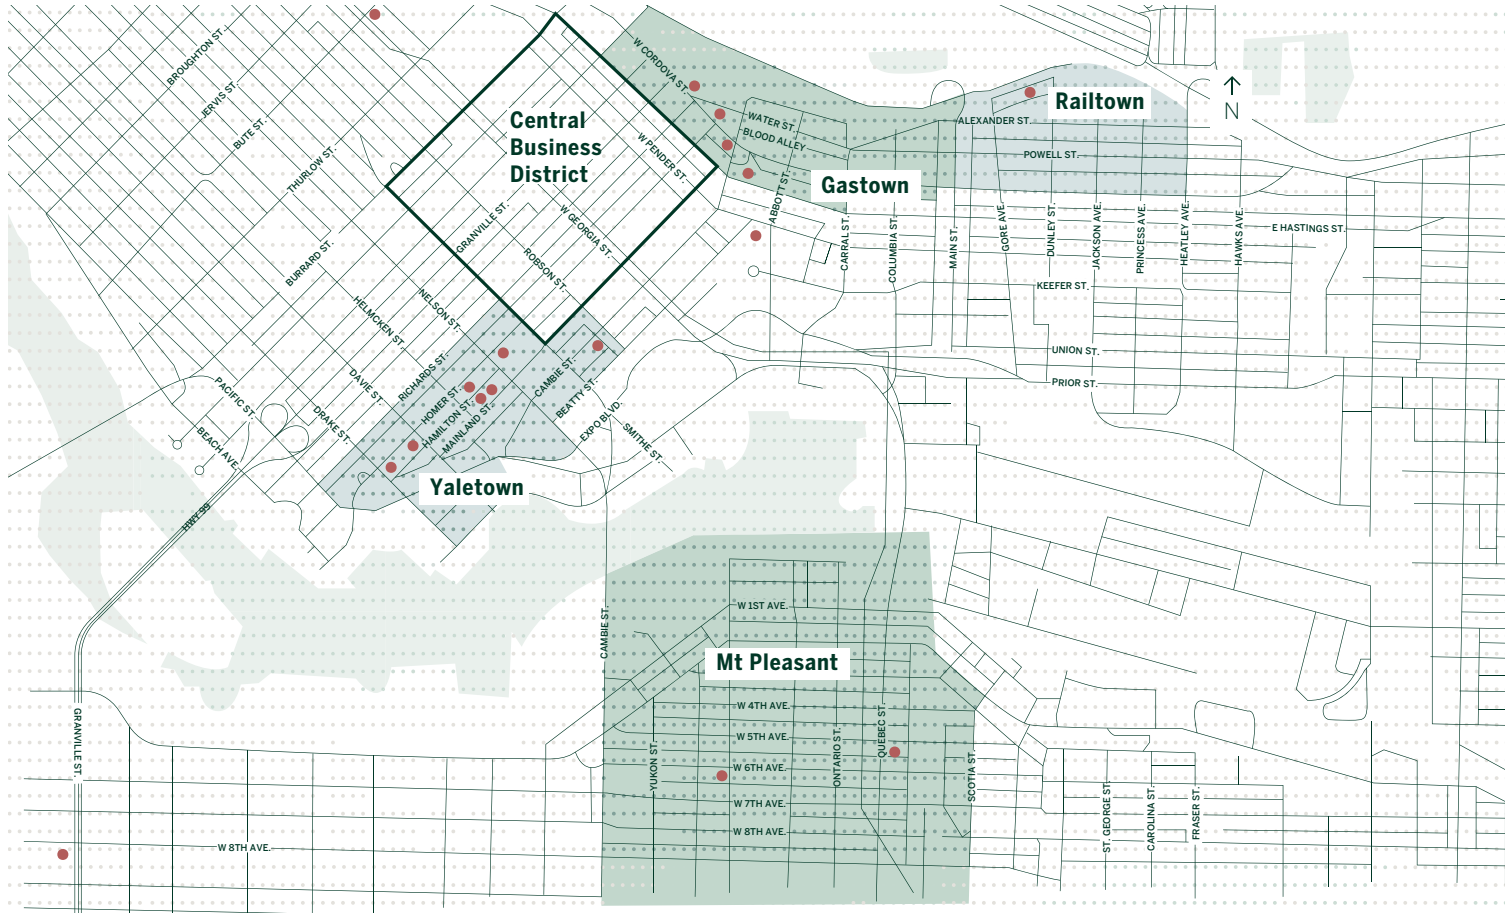 BROUGHTON ST.
JERVIS ST.
BUTE ST.
THURLOW ST.
BURRARD ST.
W CORDOVA ST.
WATER ST.
BLOOD ALLEY
W PENDER ST.
Central
Business
District
GRANVILLE ST.
W GEORGIA ST.
ROBSON ST.
Gastown
ABBOTT ST.
CARRAL ST.
COLUMBIA ST.
MAIN ST.
Railtown
N
ALEXANDER ST.
POWELL ST.
GORE AVE.
DUNLEY ST.
JACKSON AVE.
PRINCESS AVE.
HEATLEY AVE.
HAWKS AVE.
E HASTINGS ST.
KEEFER ST.
UNION ST.
PRIOR ST.
NELSON ST.
HELMCKEN ST.
DAVIE ST.
DRAKE ST.
PACIFIC ST.
BEACH AVE.
RICHARDS ST.
HOMER ST.
HAMILTON ST.
MAINLAND ST.
CAMBIE ST.
BEATTY ST.
EXPO BLVD.
SMITHE ST.
Yaletown
HWY 99
GRANVILLE ST.
W 8TH AVE.
CAMBIE ST.
W 1ST AVE.
Mt Pleasant
W 4TH AVE.
W 5TH AVE.
W 6TH AVE.
W 7TH AVE.
W 8TH AVE.
YUKON ST.
ONTARIO ST.
QUEBEC ST.
SCOTIA ST.
ST. GEORGE ST.
CAROLINA ST.
FRASER ST.